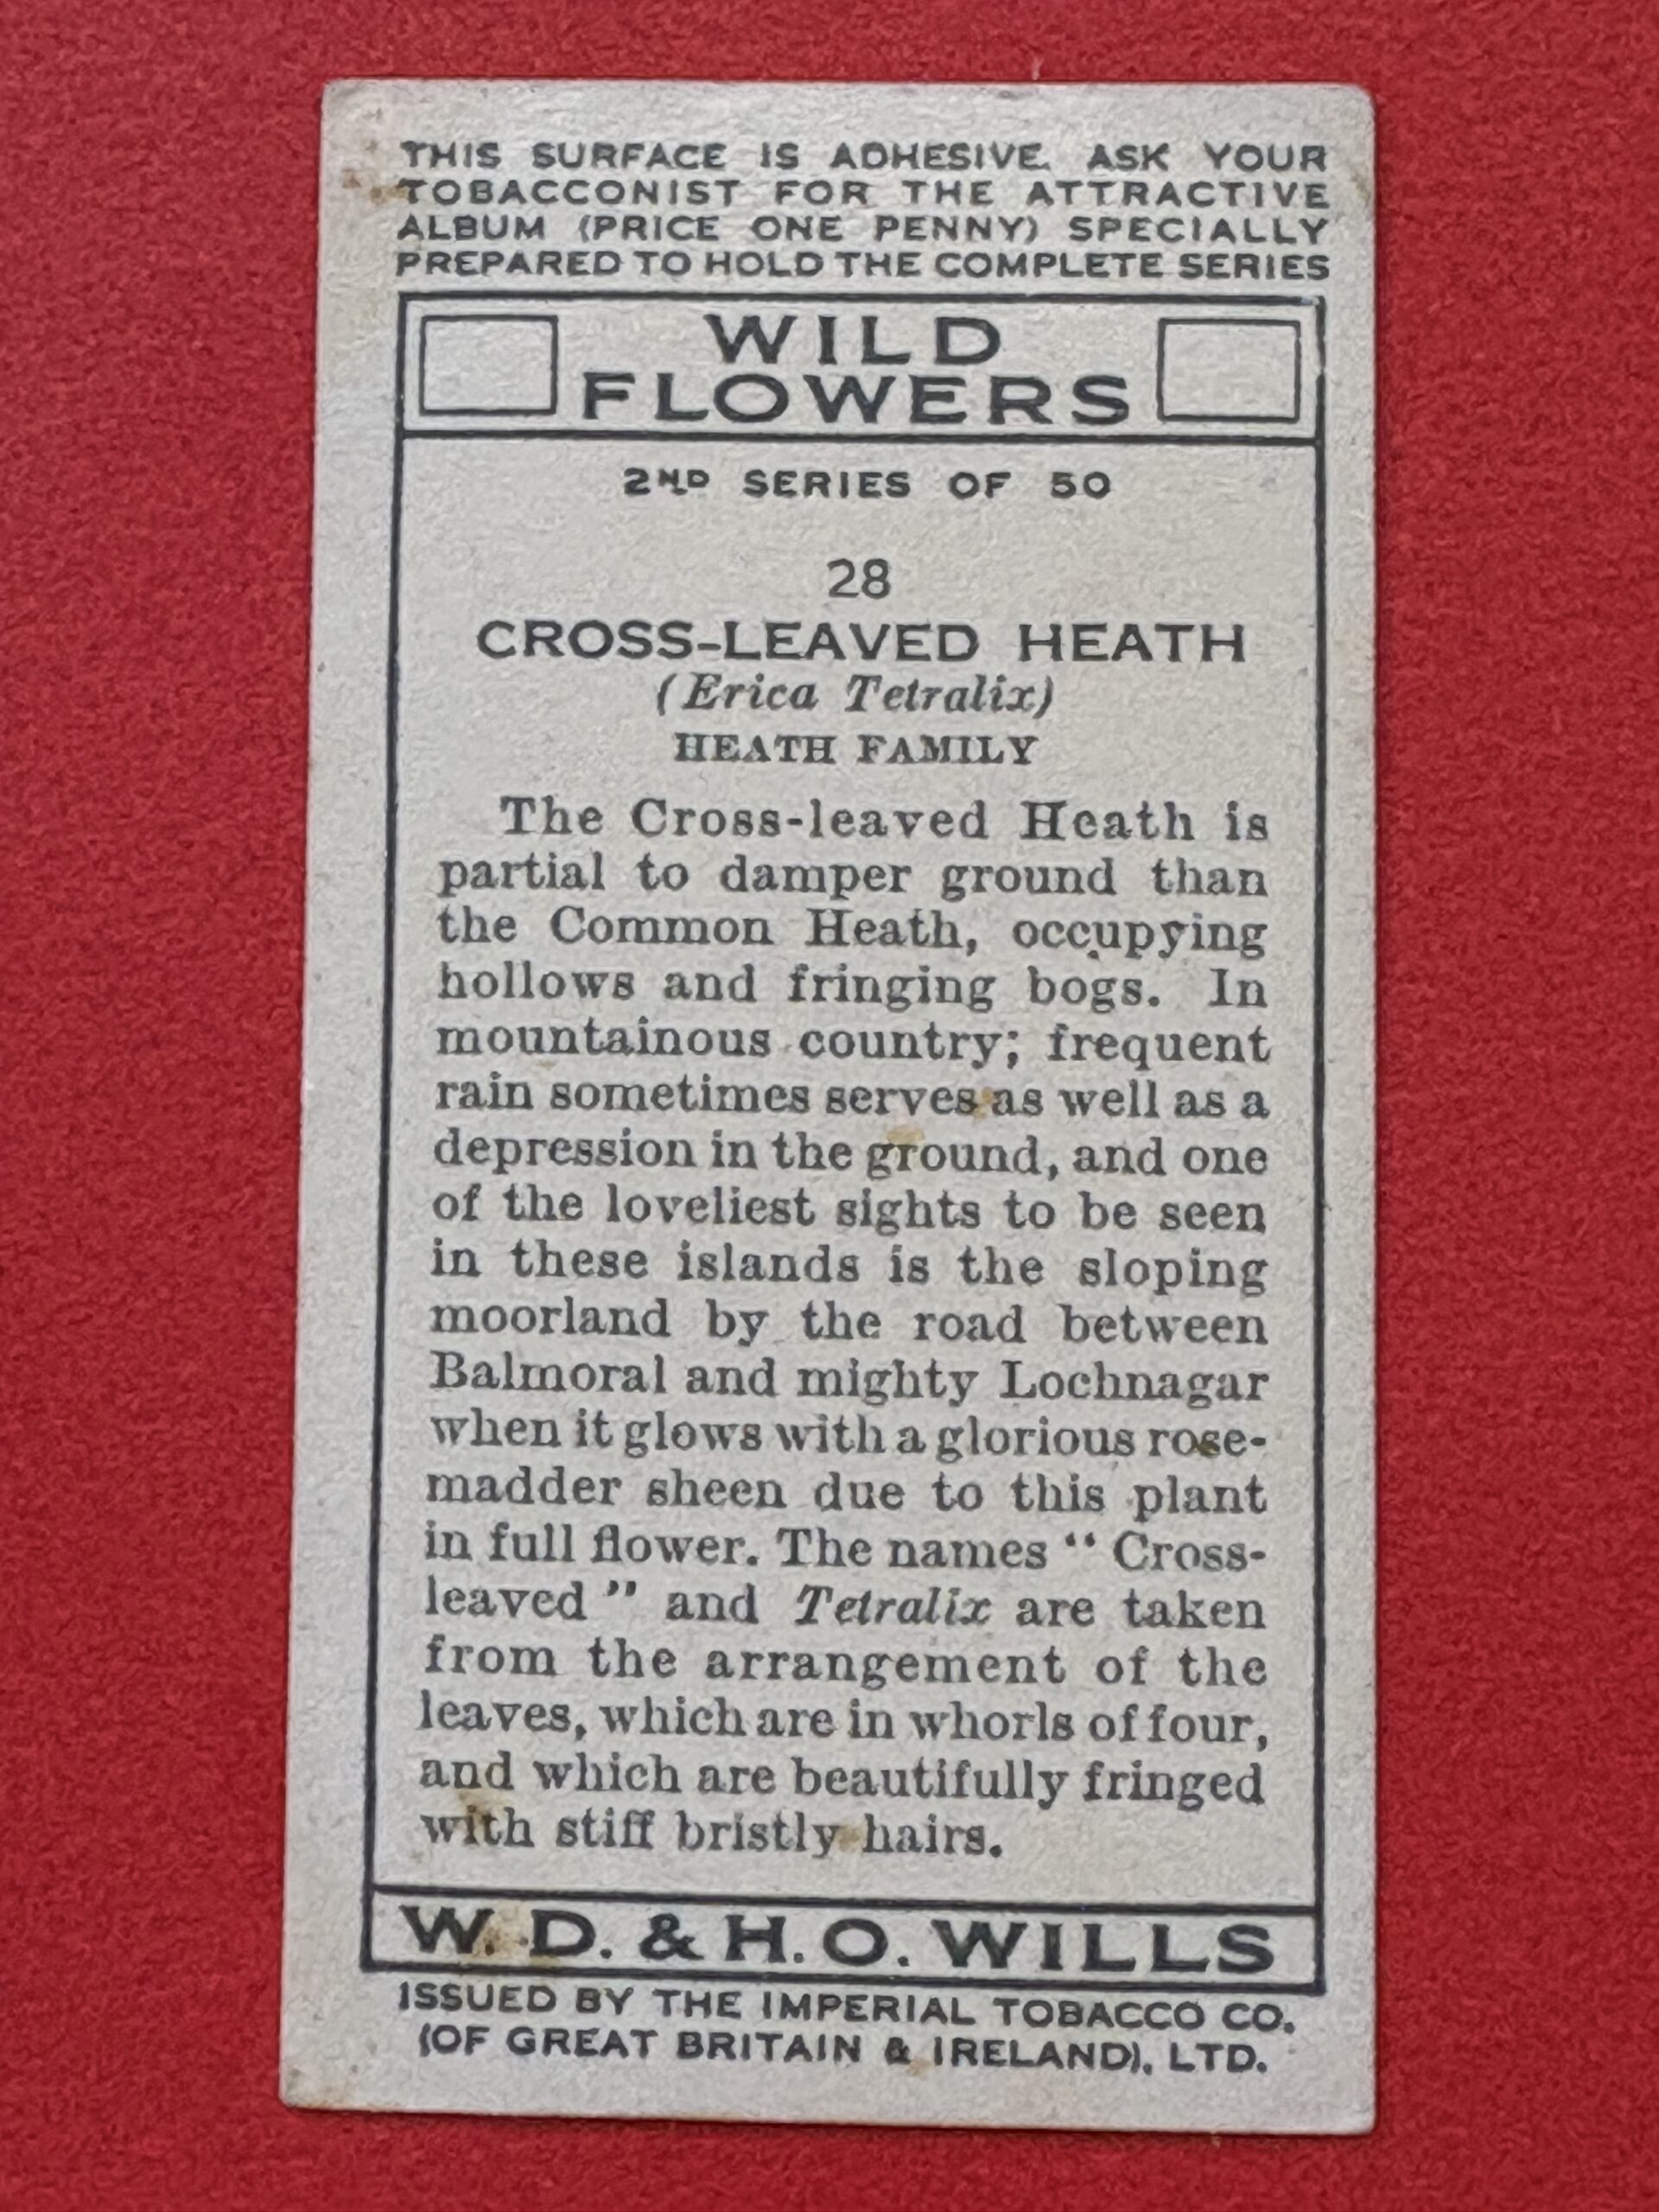 THIS SURFACE IS ADHESIVE. ASK YOUR
TOBACCONIST FOR THE ATTRACTIVE
ALBUM (PRICE ONE PENNY) SPECIALLY
PREPARED TO HOLD THE COMPLETE SERIES
WILD
FLOWERS
2ND SERIES OF 50
28
CROSS-LEAVED HEATH
(Erica Tetralix)
HEATH FAMILY
The Cross-leaved Heath is
partial to damper ground than
the Common Heath, occupying
hollows and fringing bogs. In
mountainous country; frequent
rain sometimes serves as well as a
depression in the ground, and one
of the loveliest sights to be seen
in these islands is the sloping
moorland by the road between
Balmoral and mighty Lochnagar
when it glows with a glorious rose-
madder sheen due to this plant
in full flower. The names “ Cross-
leaved ” and Tetralix are taken
from the arrangement of the
leaves, which are in whorls of four,
and which are beautifully fringed
with stiff bristly hairs.
W. D. & H. O. WILLS
ISSUED BY THE IMPERIAL TOBACCO CO.
(OF GREAT BRITAIN & IRELAND), LTD.